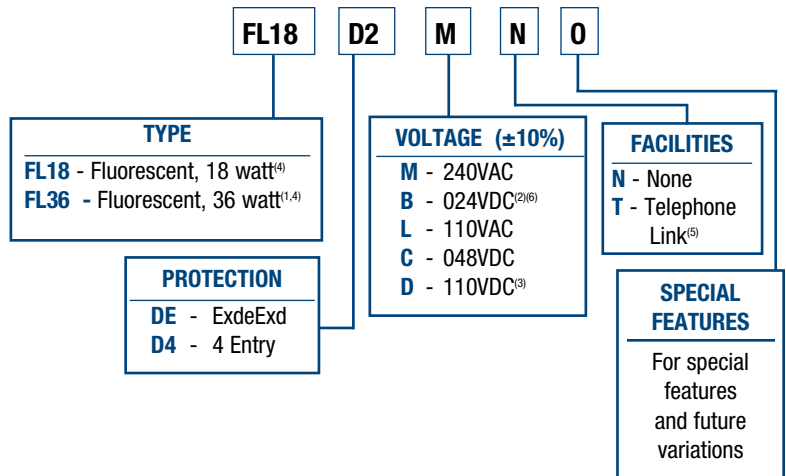 FL18 D2 M N O
TYPE
FL18 - Fluorescent, 18 watt(4)
FL36 - Fluorescent, 36 watt(1,4)
PROTECTION
DE - ExdeExd
D4 - 4 Entry
VOLTAGE (±10%)
M - 240VAC
B - 024VDC(2)(6)
L - 110VAC
C - 048VDC
D - 110VDC(3)
FACILITIES
N - None
T - Telephone
Link(5)
SPECIAL
FEATURES
For special
features
and future
variations